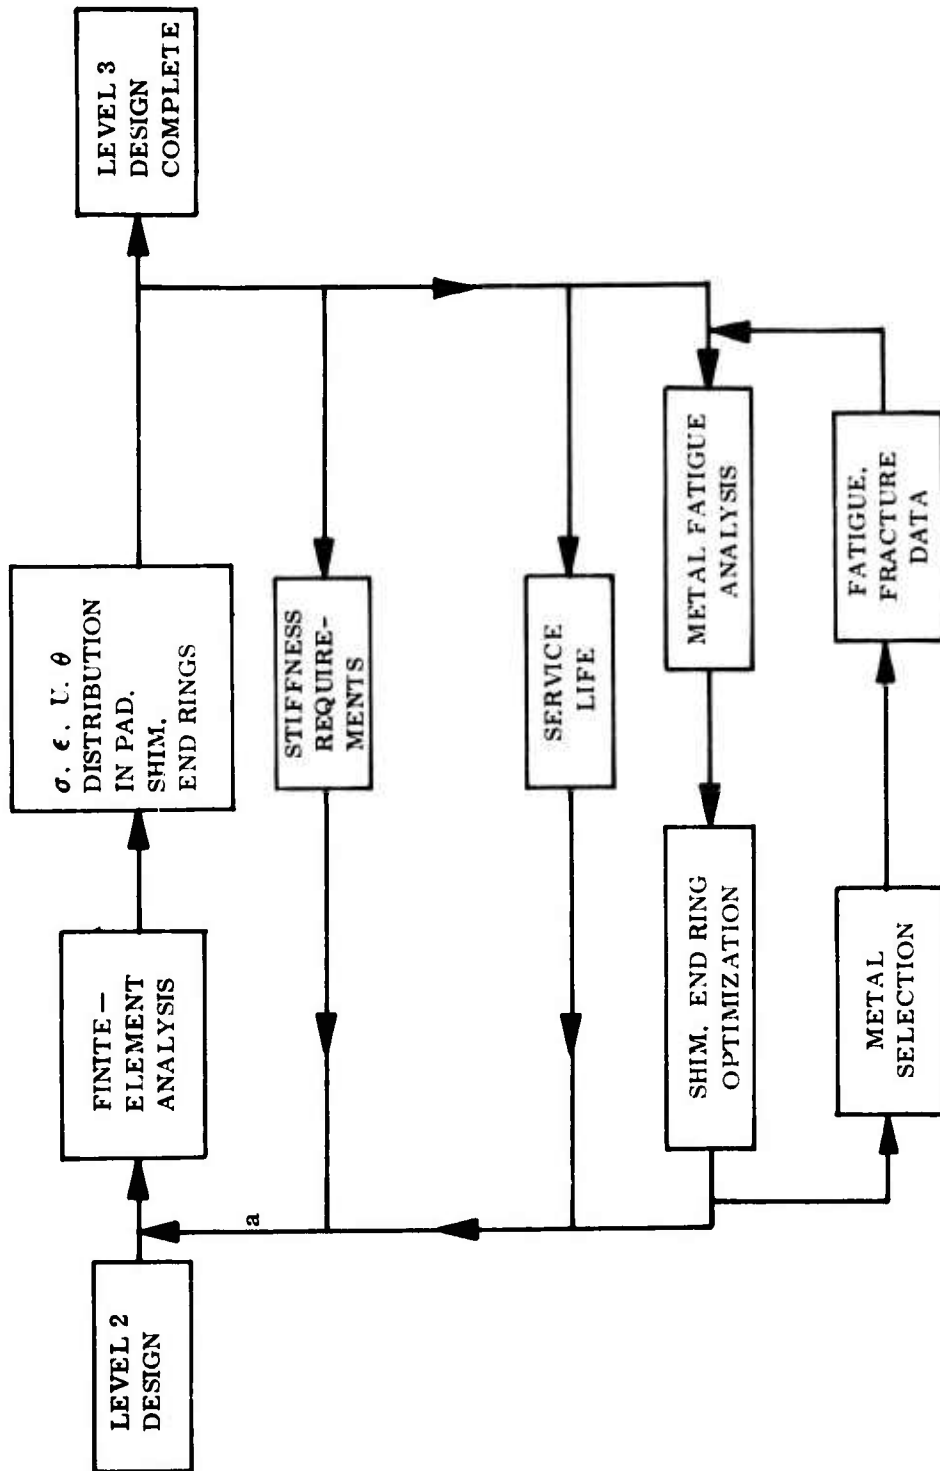 LEVEL 2
DESIGN
FINITE—
ELEMENT
ANALYSIS
σ. ϵ. U. θ
DISTRIBUTION
IN PAD.
SHIM.
END RINGS
LEVEL 3
DESIGN
COMPLETE
a
STIFFNESS
REQUIRE—
MENTS
SERVICE
LIFE
SHIM. END RING
OPTIMIZATION
METAL FATIGUE
ANALYSIS
METAL
SELECTION
FATIGUE.
FRACTURE
DATA